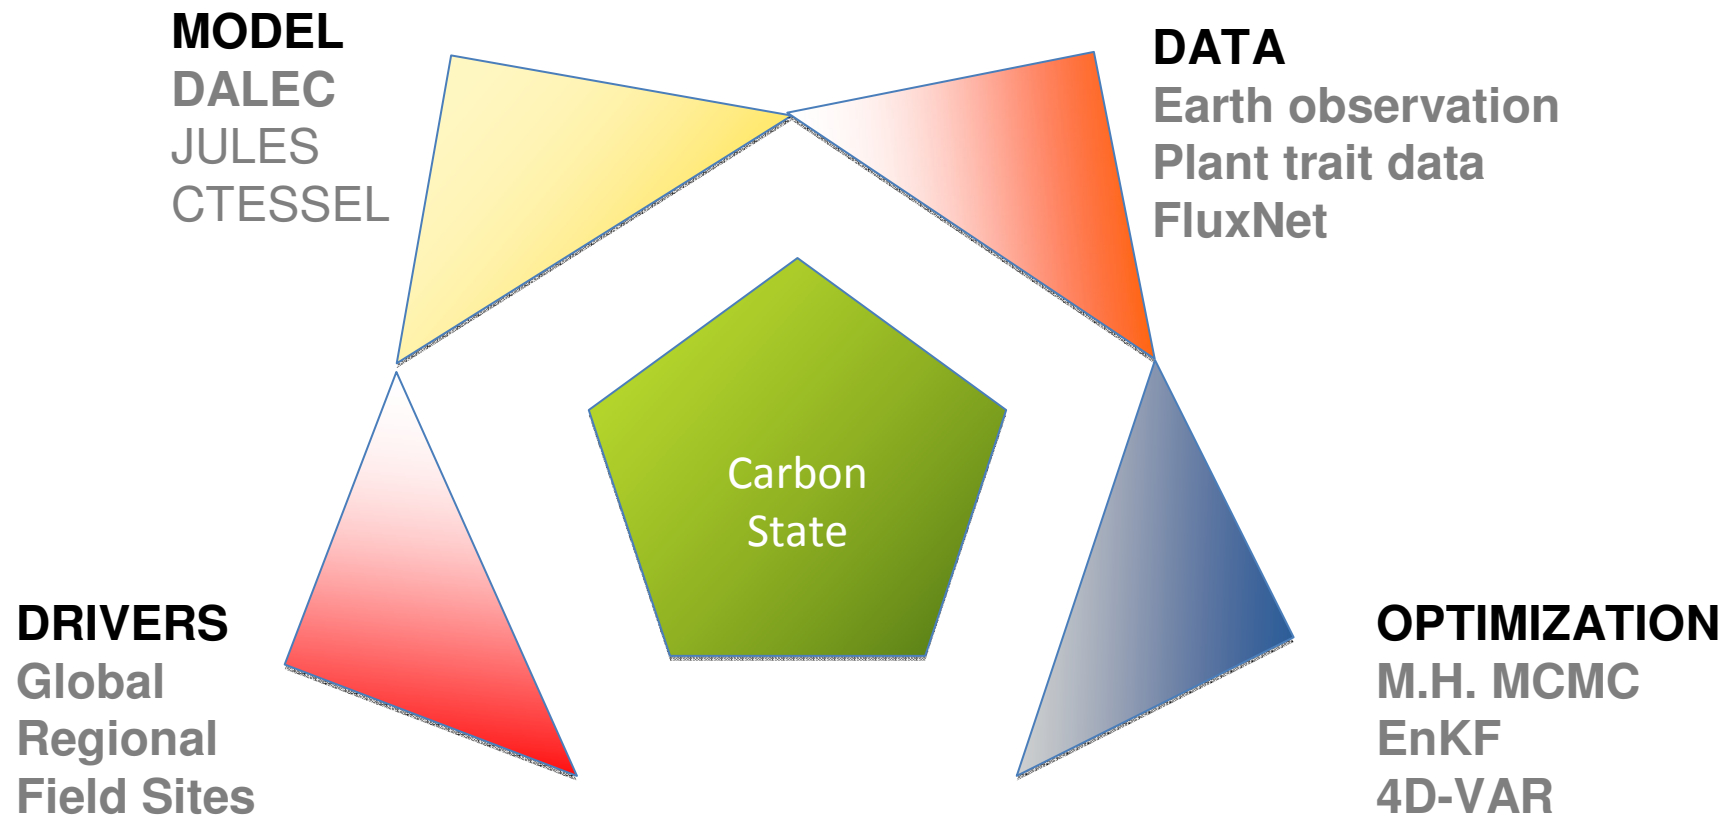 MODEL
DALEC
JULES
CTESSEL
DATA
Earth observation
Plant trait data
FluxNet
Carbon
State
DRIVERS
Global
Regional
Field Sites
OPTIMIZATION
M.H. MCMC
EnKF
4D-VAR